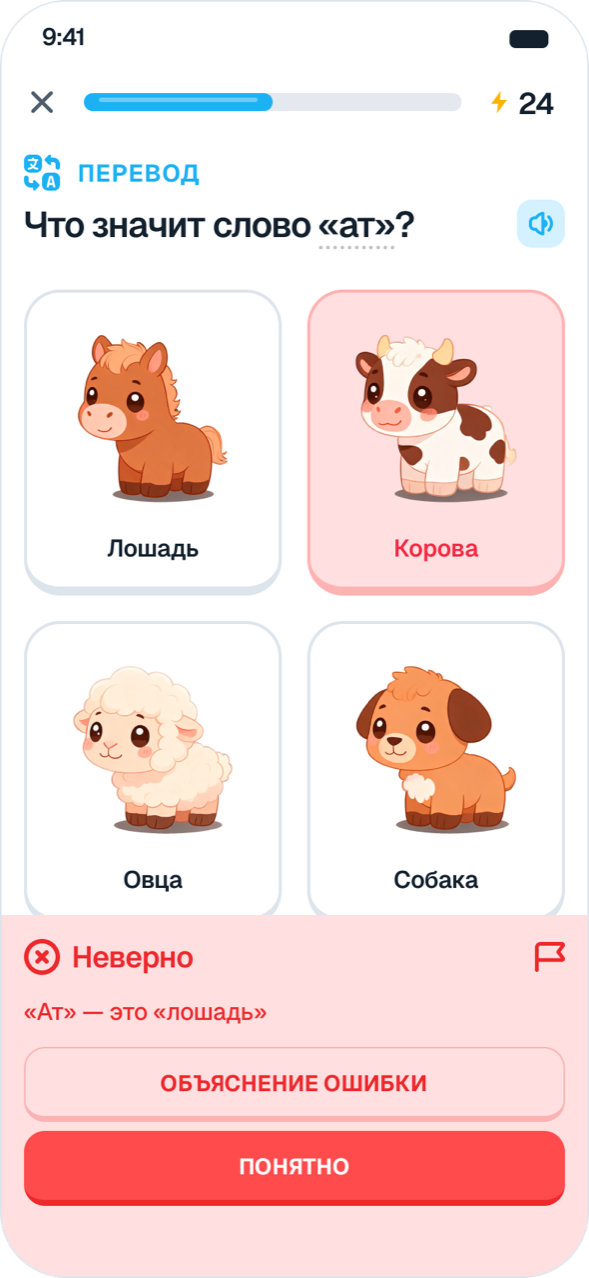 9:41
24
ПЕРЕВОД
Что значит слово «ат»?
Лошадь
Корова
Овца
Собака
Неверно
«Ат» — это «лошадь»
ОБЪЯСНЕНИЕ ОШИБКИ
ПОНЯТНО